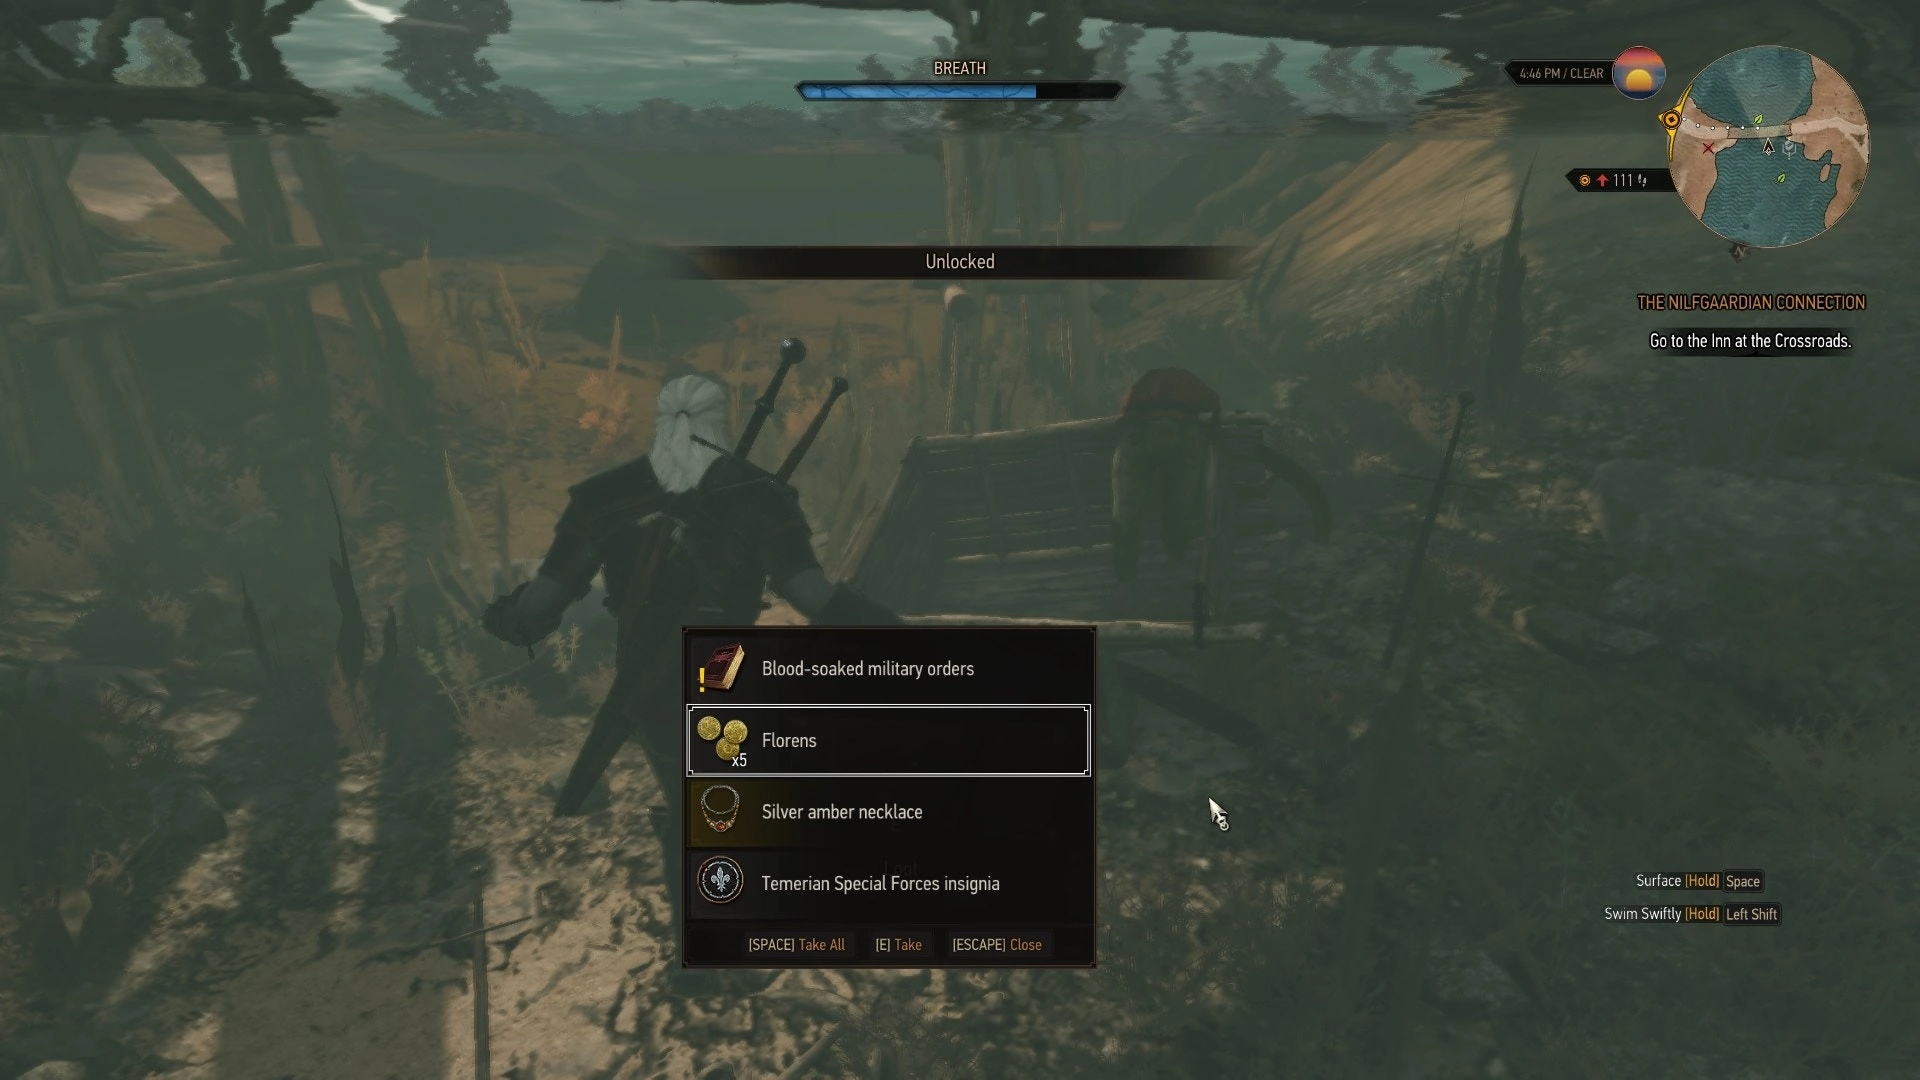 BREATH
4:46 PM / CLEAR
111
Unlocked
THE NILFGAARDIAN CONNECTION
Go to the Inn at the Crossroads.
Blood-soaked military orders
x5
Florens
Silver amber necklace
Temerian Special Forces insignia
[SPACE] Take All [E] Take [ESCAPE] Close
Surface [Hold] Space
Swim Swiftly [Hold] Left Shift